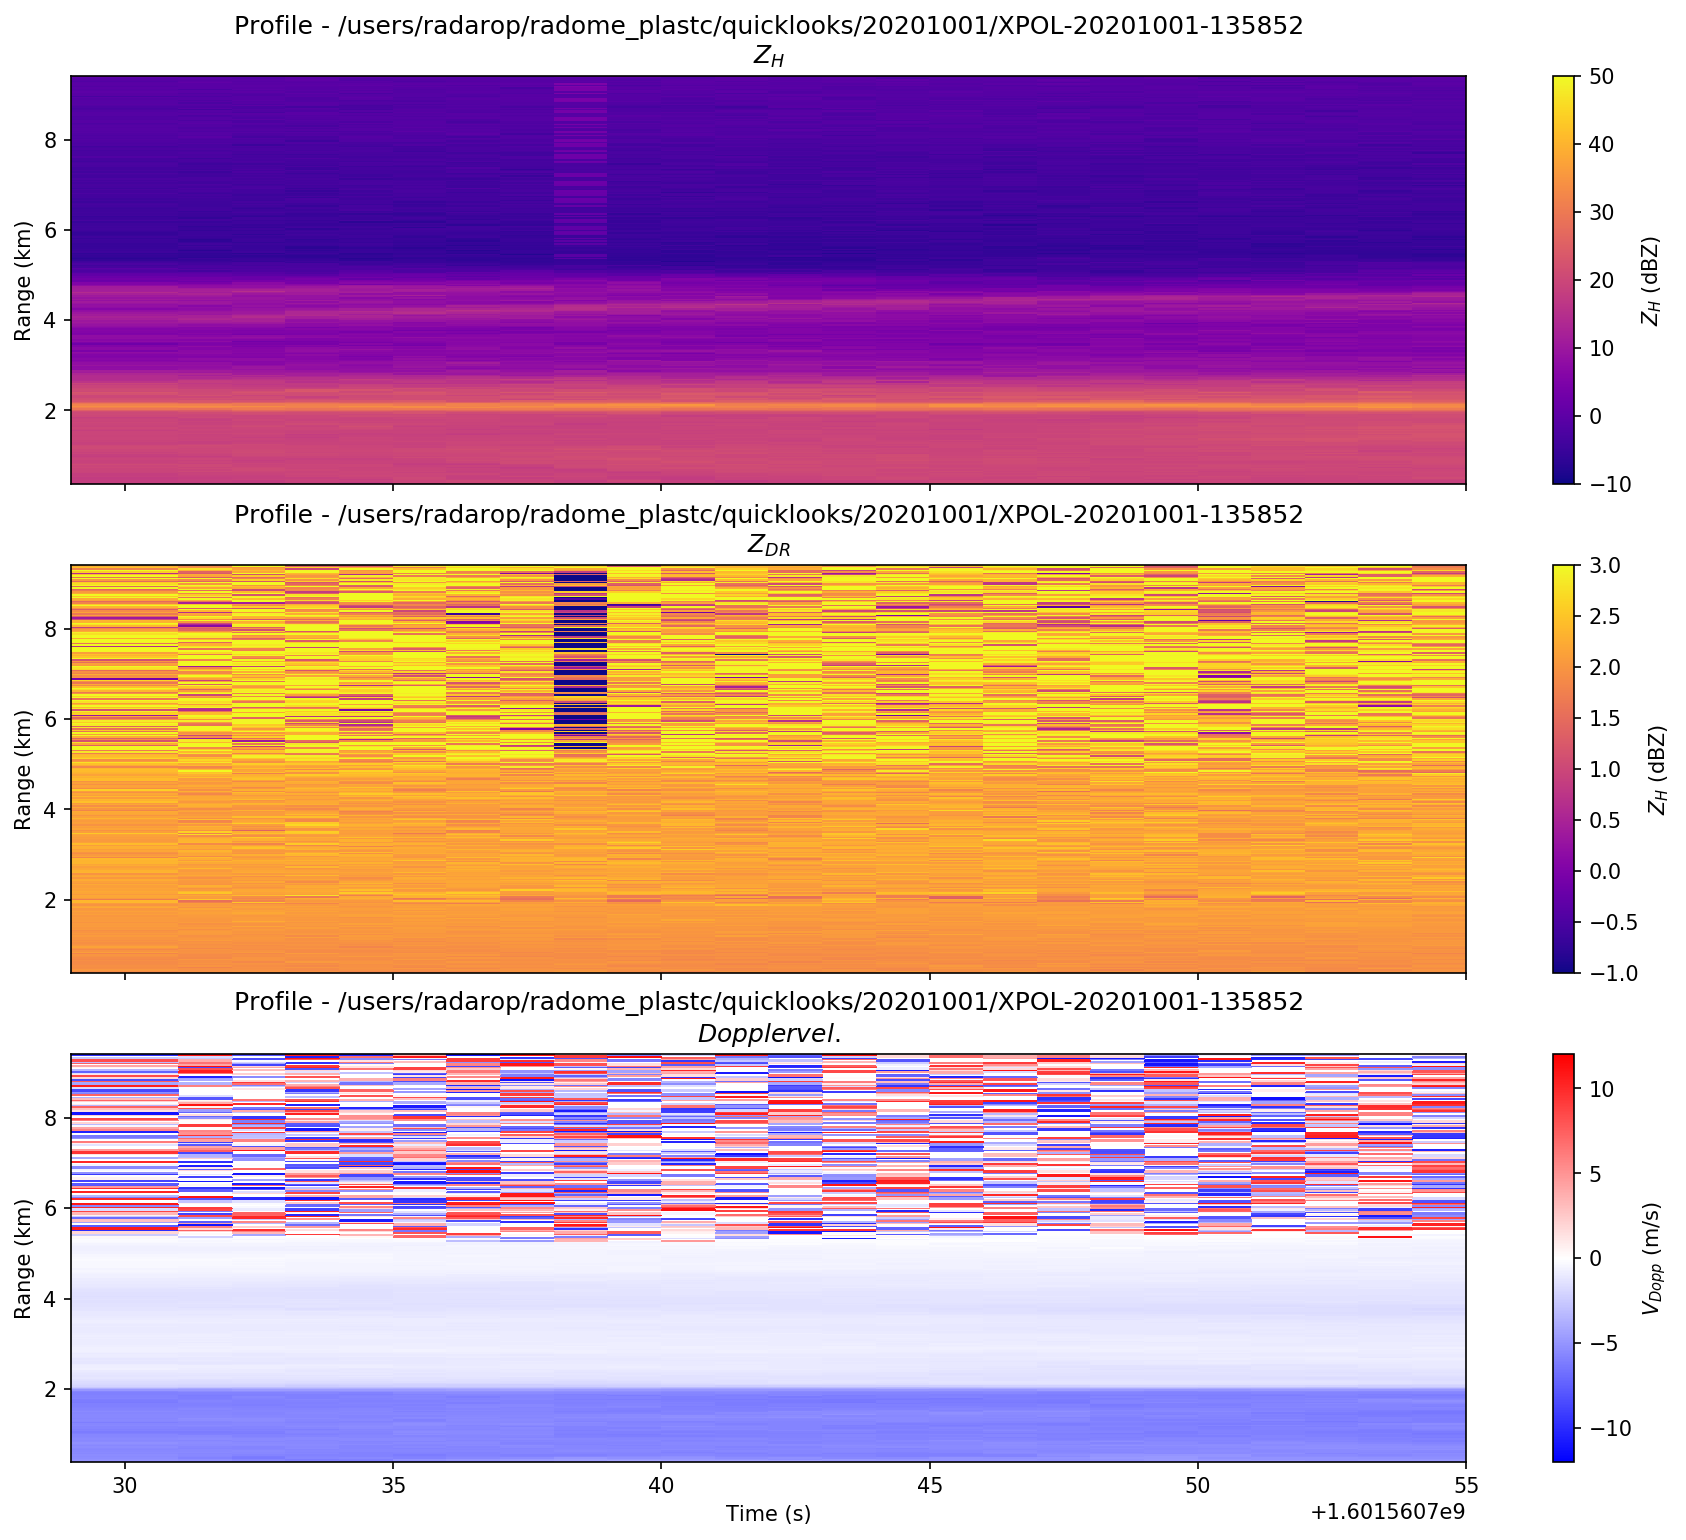 Profile - /users/radarop/radome_plastc/quicklooks/20201001/XPOL-20201001-135852
Z_H
8
6
4
2
Range (km)
50
40
30
20
10
0
−10
Z_H (dBZ)
Profile - /users/radarop/radome_plastc/quicklooks/20201001/XPOL-20201001-135852
Z_DR
8
6
4
2
Range (km)
3.0
2.5
2.0
1.5
1.0
0.5
0.0
−0.5
−1.0
Z_H (dBZ)
Profile - /users/radarop/radome_plastc/quicklooks/20201001/XPOL-20201001-135852
Dopplervel.
8
6
4
2
Range (km)
30 35 40 45 50 55
Time (s)
+1.6015607e9
10
5
0
−5
−10
V_Dopp (m/s)